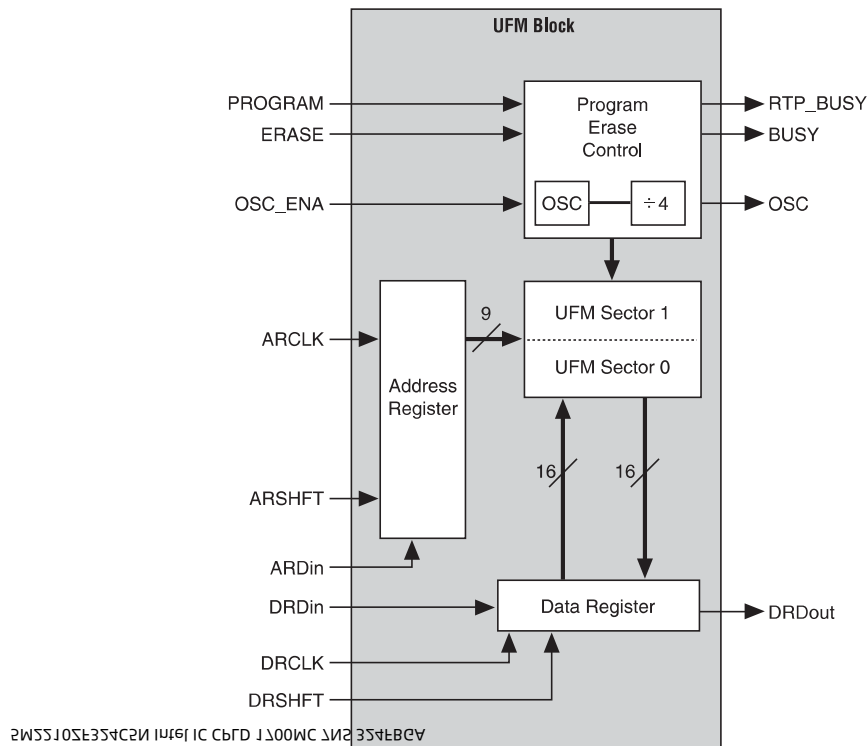 UFM Block
PROGRAM
ERASE
OSC_ENA
Program
Erase
Control
OSC
÷4
RTP_BUSY
BUSY
OSC
ARCLK
ARSHFT
ARDin
Address
Register
9
UFM Sector 1
UFM Sector 0
16
16
DRDin
DRCLK
DRSHFT
Data Register
DRDout
5M2210ZF324C5N Intel IC CPLD 1700MC 7NS 324FBGA